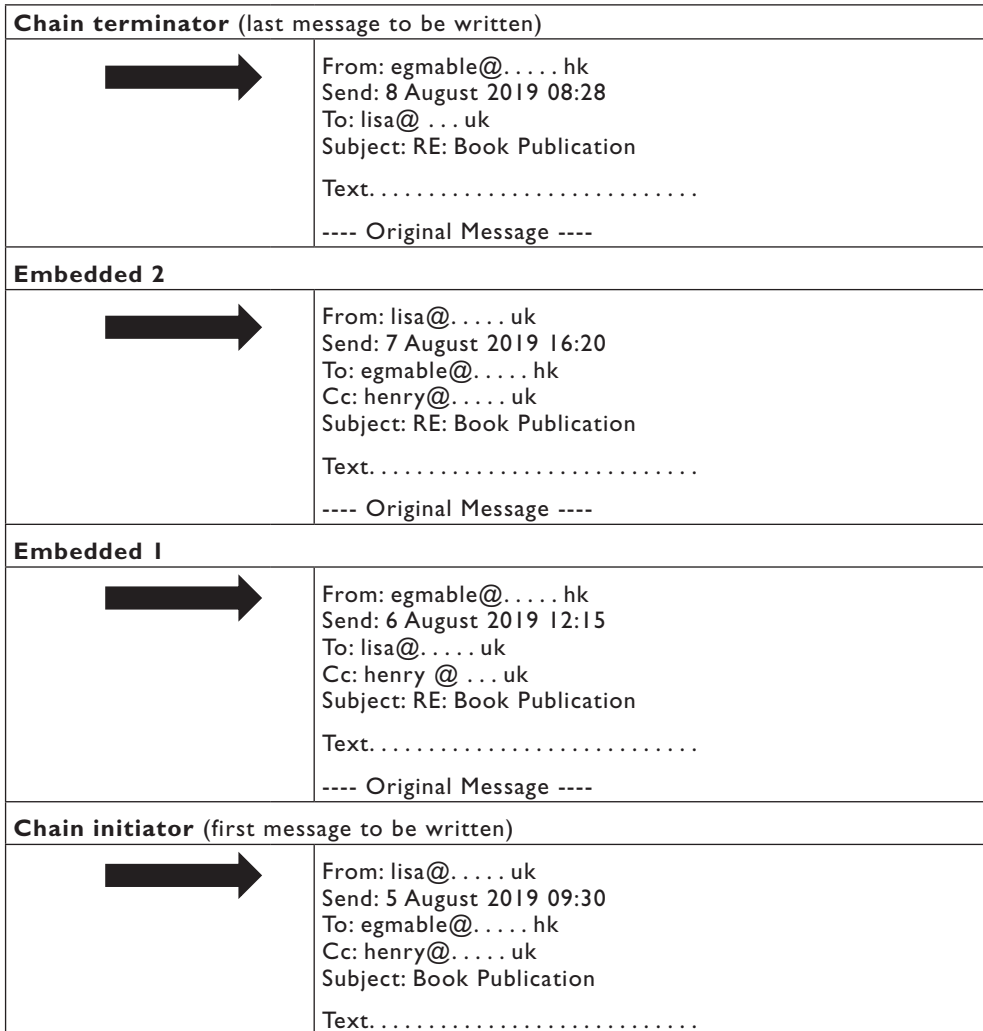 Chain terminator (last message to be written)
From: egmable@. . . . . hk
Send: 8 August 2019 08:28
To: lisa@ . . . uk
Subject: RE: Book Publication
Text. . . . . . . . . . . . . . . . . . . . . . . . . . . .
---- Original Message ----
Embedded 2
From: lisa@. . . . . uk
Send: 7 August 2019 16:20
To: egmable@. . . . . hk
Cc: henry@. . . . . uk
Subject: RE: Book Publication
Text. . . . . . . . . . . . . . . . . . . . . . . . . . . .
---- Original Message ----
Embedded 1
From: egmable@. . . . . hk
Send: 6 August 2019 12:15
To: lisa@. . . . . uk
Cc: henry @ . . . uk
Subject: RE: Book Publication
Text. . . . . . . . . . . . . . . . . . . . . . . . . . . .
---- Original Message ----
Chain initiator (first message to be written)
From: lisa@. . . . . uk
Send: 5 August 2019 09:30
To: egmable@. . . . . hk
Cc: henry@. . . . . uk
Subject: Book Publication
Text. . . . . . . . . . . . . . . . . . . . . . . . . . . .